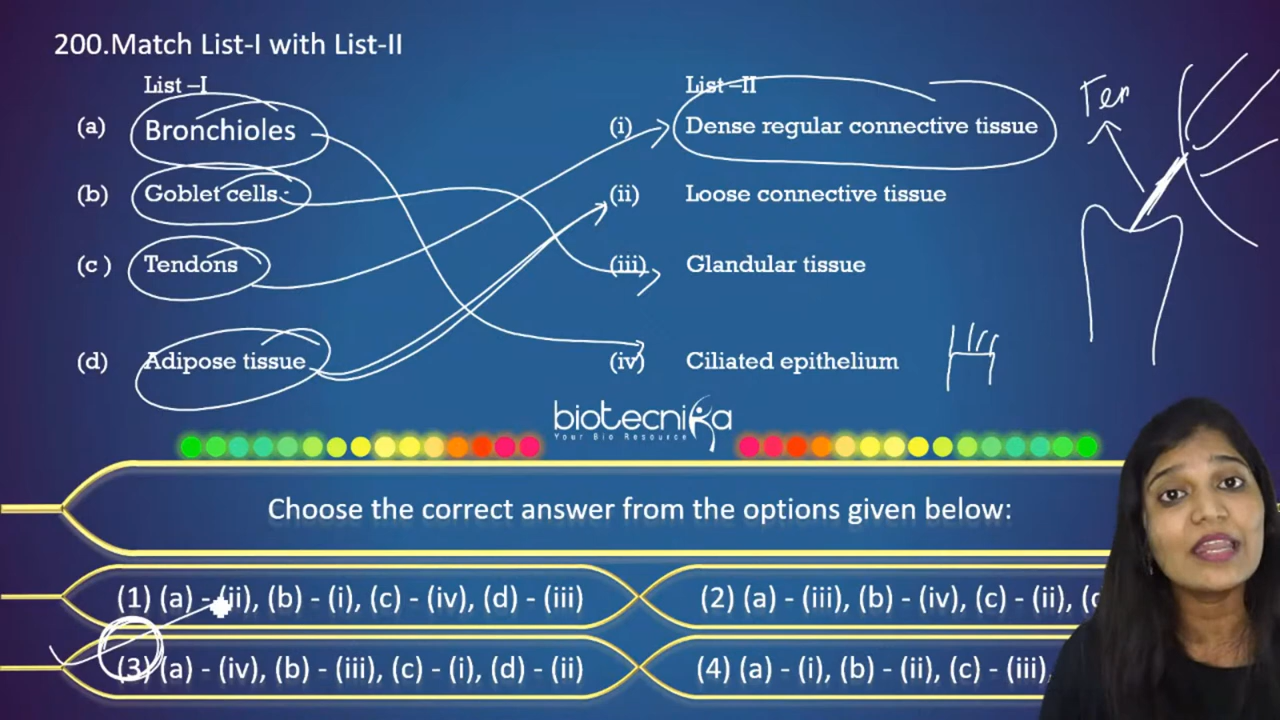 200.Match List-I with List-II
List –I List –II
(a) Bronchioles (i) Dense regular connective tissue
(b) Goblet cells (ii) Loose connective tissue
(c ) Tendons (iii) Glandular tissue
(d) Adipose tissue (iv) Ciliated epithelium
biotecnika
Your Bio Resource
Choose the correct answer from the options given below:
(1) (a) - (ii), (b) - (i), (c) - (iv), (d) - (iii) (2) (a) - (iii), (b) - (iv), (c) - (ii),
(3) (a) - (iv), (b) - (iii), (c) - (i), (d) - (ii) (4) (a) - (i), (b) - (ii), (c) - (iii),